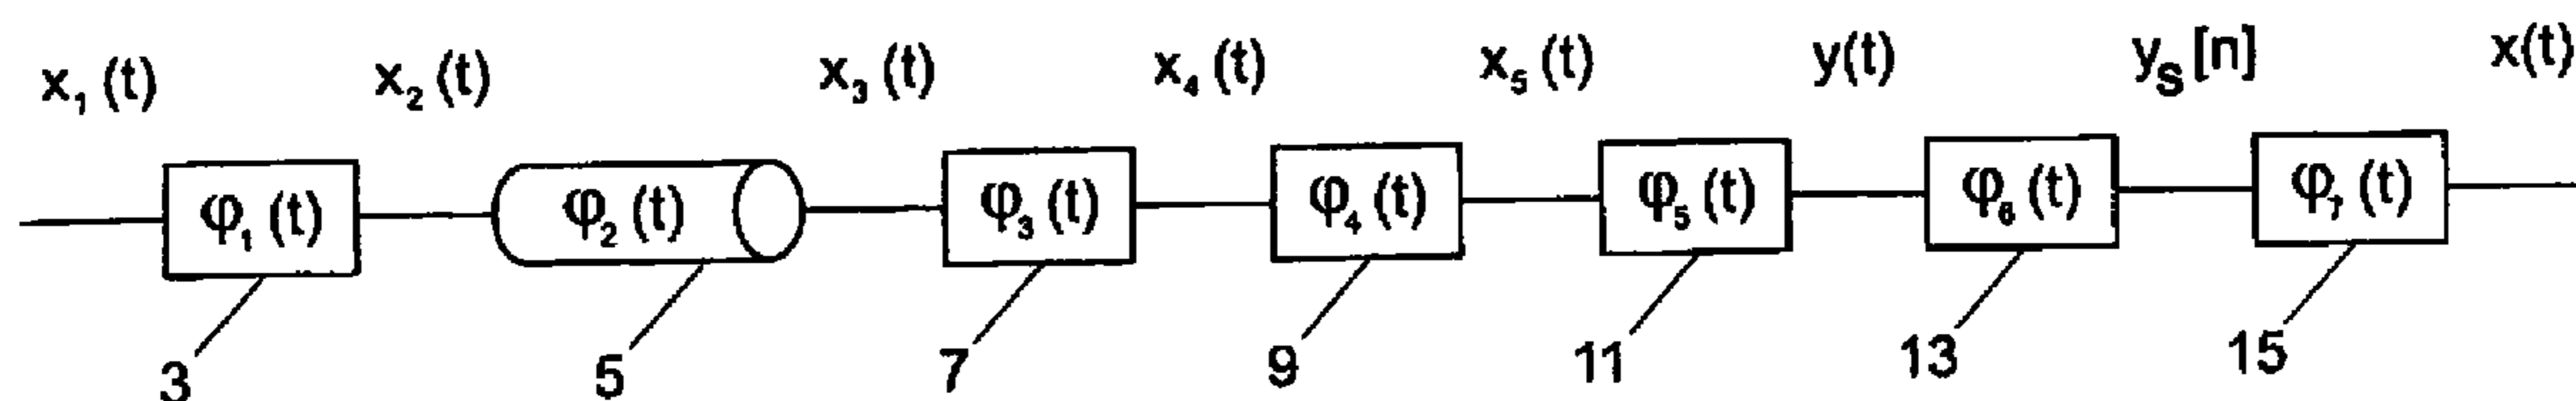 x₁(t) x₂(t) x₃(t) x₄(t) x₅(t) y(t) yₛ[n] x(t)
φ₁(t) φ₂(t) φ₃(t) φ₄(t) φ₅(t) φ₆(t) φ₇(t)
3 5 7 9 11 13 15